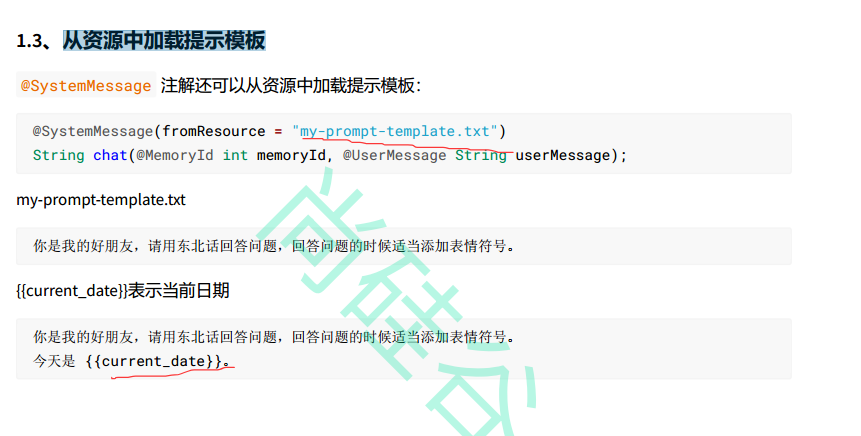 1.3、从资源中加载提示模板
@SystemMessage 注解还可以从资源中加载提示模板：
@SystemMessage(fromResource = "my-prompt-template.txt")
String chat(@MemoryId int memoryId, @UserMessage String userMessage);
my-prompt-template.txt
你是我的好朋友，请用东北话回答问题，回答问题的时候适当添加表情符号。
{{current_date}}表示当前日期
你是我的好朋友，请用东北话回答问题，回答问题的时候适当添加表情符号。
今天是 {{current_date}}。
尚硅谷